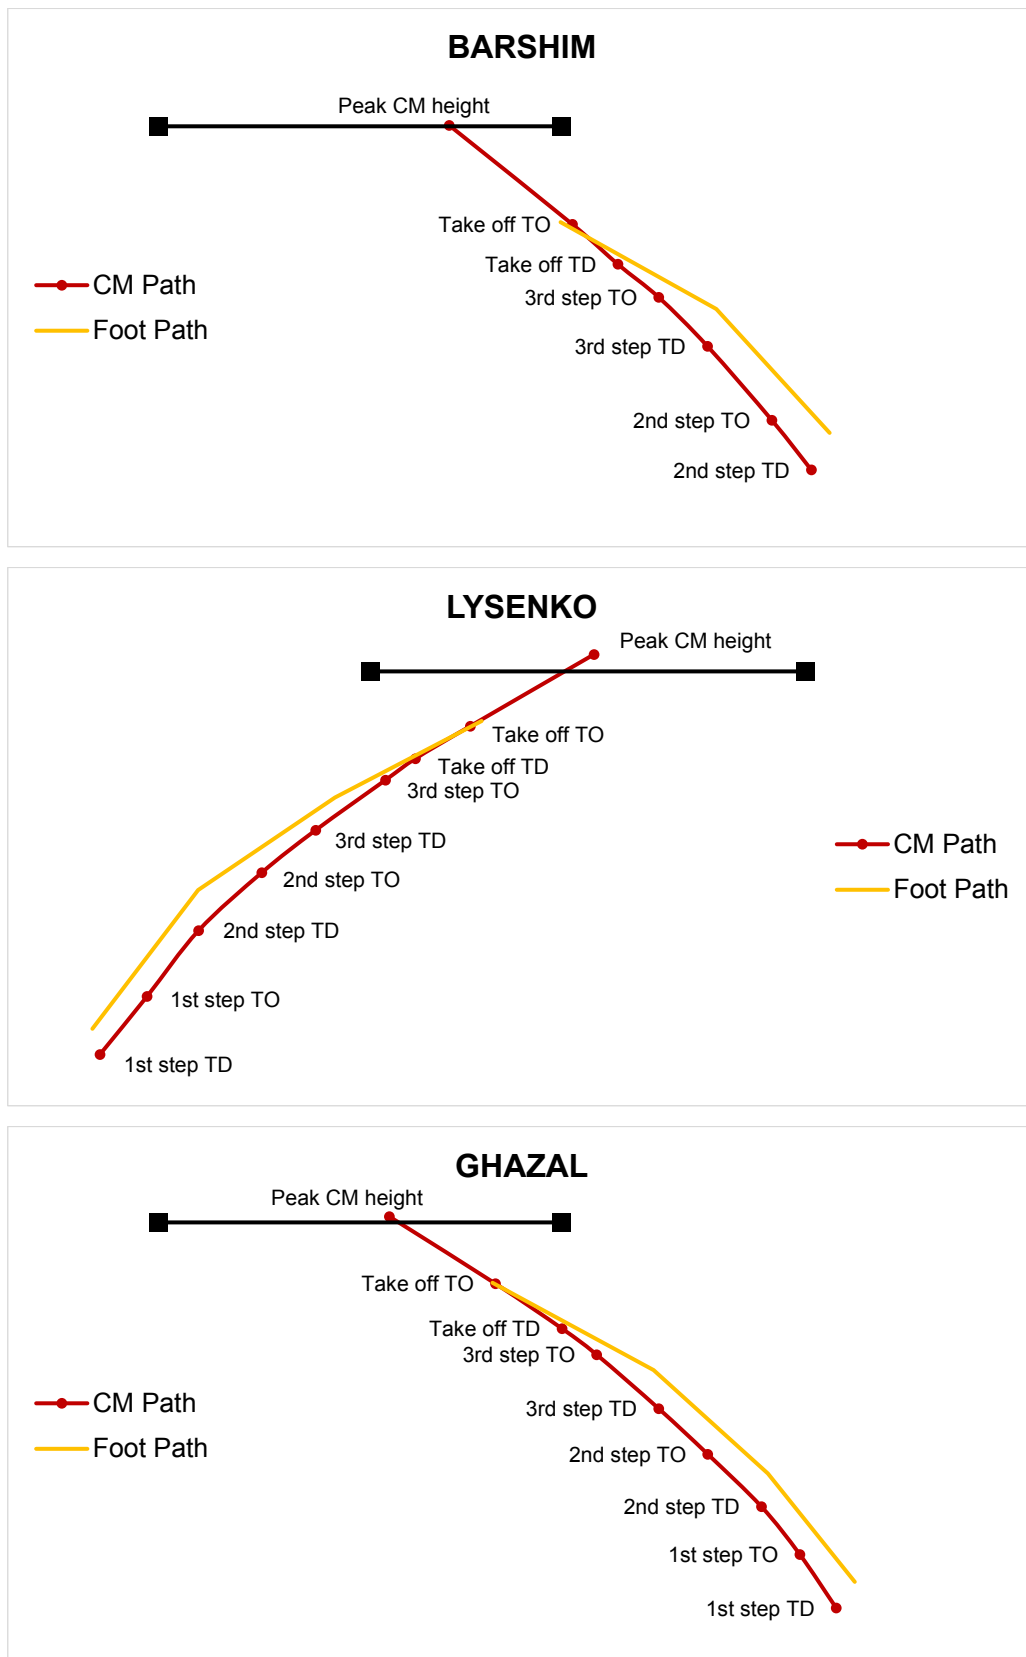 BARSHIM
Peak CM height
Take off TO
Take off TD
CM Path
3rd step TO
Foot Path
3rd step TD
2nd step TO
2nd step TD
LYSENKO
Peak CM height
Take off TO
Take off TD
3rd step TO
3rd step TD
CM Path
2nd step TO
Foot Path
2nd step TD
1st step TO
1st step TD
GHAZAL
Peak CM height
Take off TO
Take off TD
3rd step TO
CM Path
3rd step TD
Foot Path
2nd step TO
2nd step TD
1st step TO
1st step TD